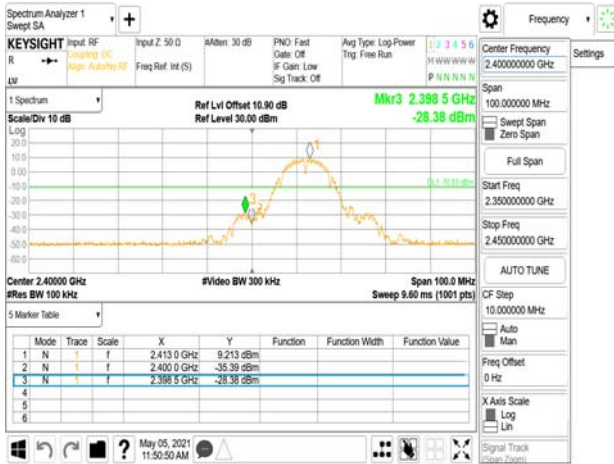 Spectrum Analyzer 1
Swept SA
+
Frequency
Settings
KEYSIGHT
R
LVI
Input: RF
Coupling: DC
Align: Auto/No RF
Input Z: 50 Ω
Freq Ref: Int (S)
#Atten: 30 dB
PNO: Fast
Gate: Off
IF Gain: Low
Sig Track: Off
Avg Type: Log-Power
Trig: Free Run
1 2 3 4 5 6
M W W W W W
P N N N N N
1 Spectrum
Scale/Div 10 dB
Ref Lvl Offset 10.90 dB
Ref Level 30.00 dBm
Mkr3 2.398 5 GHz
-28.38 dBm
Log
20.0
10.0
0.00
-10.0
-20.0
-30.0
-40.0
-50.0
-60.0
1
3
2
Center 2.40000 GHz
#Res BW 100 kHz
#Video BW 300 kHz
Span 100.0 MHz
Sweep 9.60 ms (1001 pts)
5 Marker Table
Mode Trace Scale X Y Function Function Width Function Value
1 N 1 f 2.413 0 GHz 9.213 dBm
2 N 1 f 2.400 0 GHz -35.39 dBm
3 N 1 f 2.398 5 GHz -28.38 dBm
4
5
6
May 05, 2021
11:50:50 AM
?
Center Frequency
2.400000000 GHz
Span
100.000000 MHz
Swept Span
Zero Span
Full Span
Start Freq
2.350000000 GHz
Stop Freq
2.450000000 GHz
AUTO TUNE
CF Step
10.000000 MHz
Auto
Man
Freq Offset
0 Hz
X Axis Scale
Log
Lin
Signal Track
(Span Zoom)